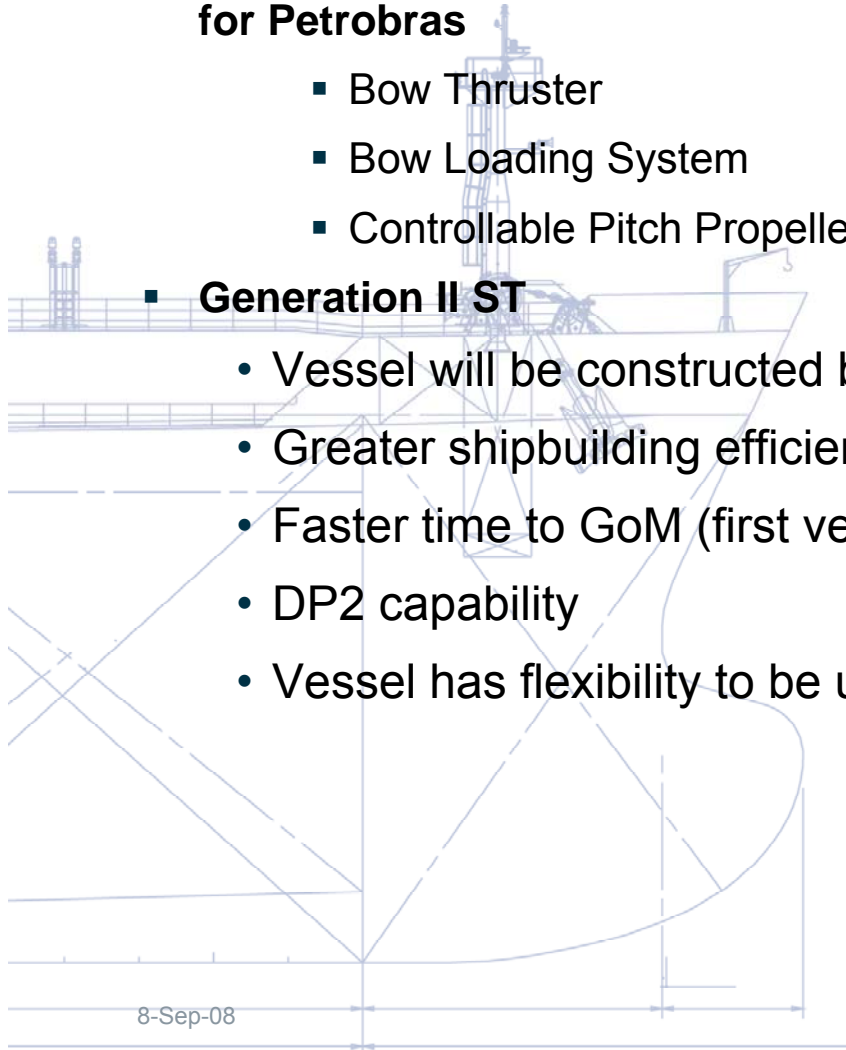 for Petrobras
▪ Bow Thruster
▪ Bow Loading System
▪ Controllable Pitch Propelle
▪ Generation II ST
• Vessel will be constructed b
• Greater shipbuilding efficie
• Faster time to GoM (first ve
• DP2 capability
• Vessel has flexibility to be u
8-Sep-08